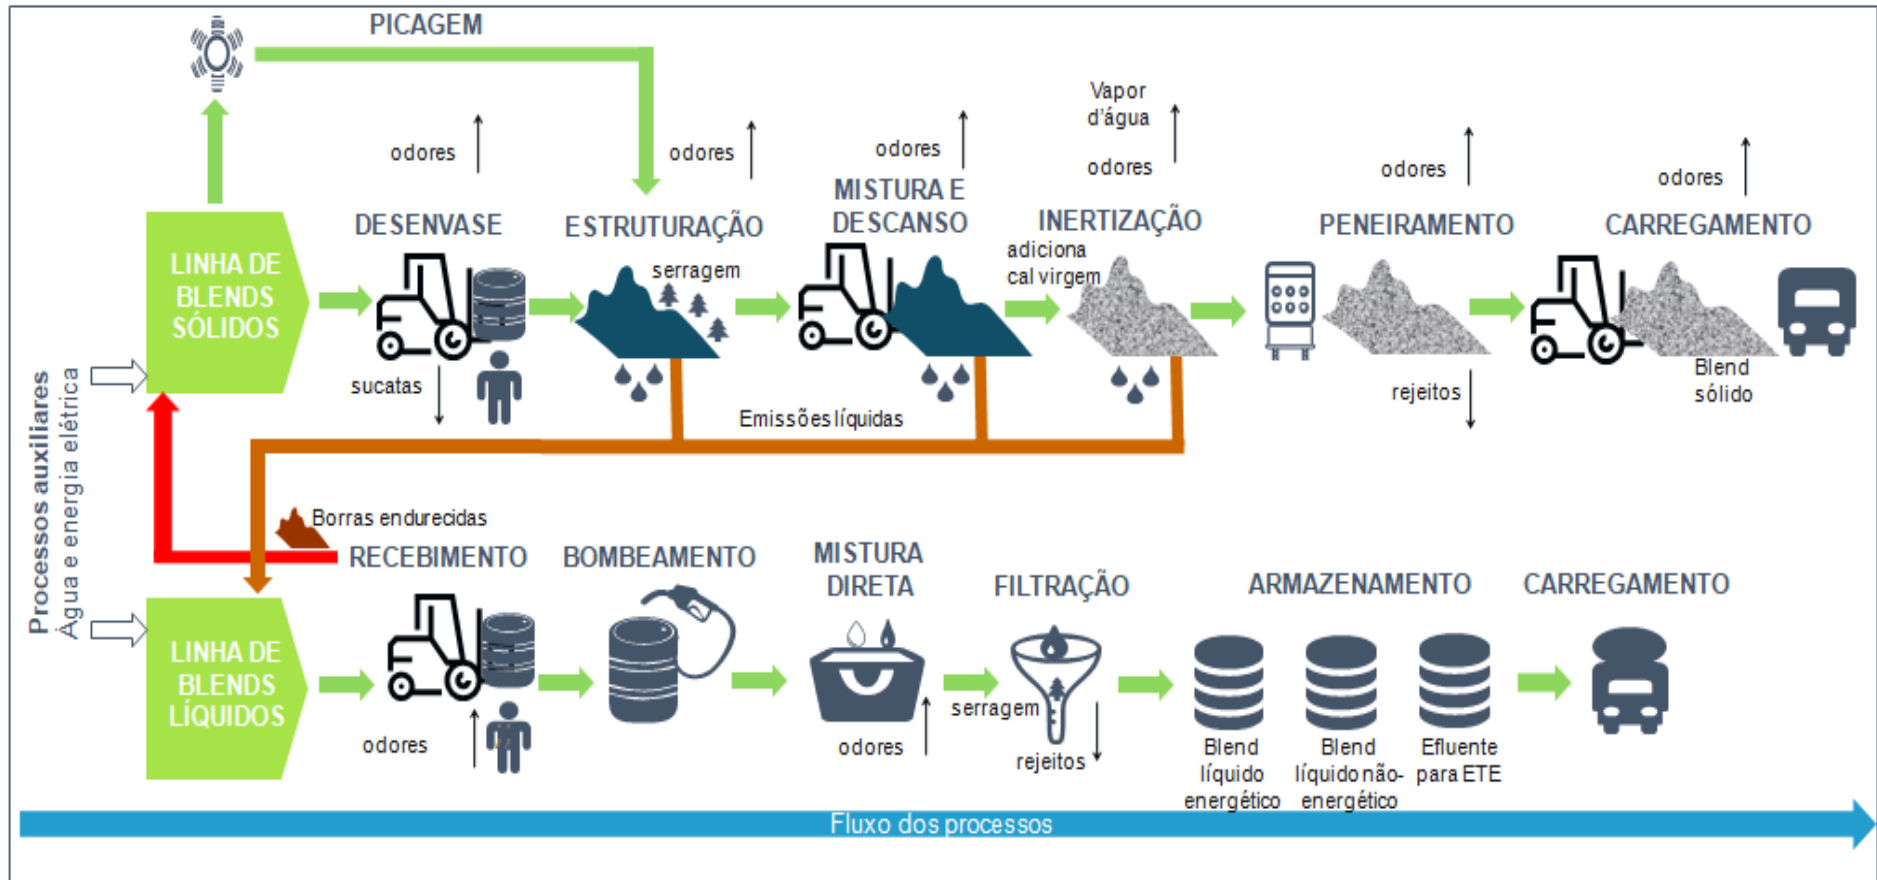 PICAGEM
Vapor
d'água
odores
odores
odores
odores
odores
odores
DESENVASE
ESTRUTURAÇÃO
MISTURA E
DESCANSO
INERTIZAÇÃO
PENEIRAMENTO
CARREGAMENTO
LINHA DE
BLENDS
SÓLIDOS
serragem
adiciona
cal virgem
sucatas
rejeitos
Blend
sólido
Emissões líquidas
Processos auxiliares
Água e energia elétrica
Borras endurecidas
RECEBIMENTO
BOMBEAMENTO
MISTURA
DIRETA
FILTRAÇÃO
ARMAZENAMENTO
CARREGAMENTO
LINHA DE
BLENDS
LÍQUIDOS
odores
odores
serragem
rejeitos
Blend
líquido
energético
Blend
líquido não-
energético
Efluente
para ETE
Fluxo dos processos